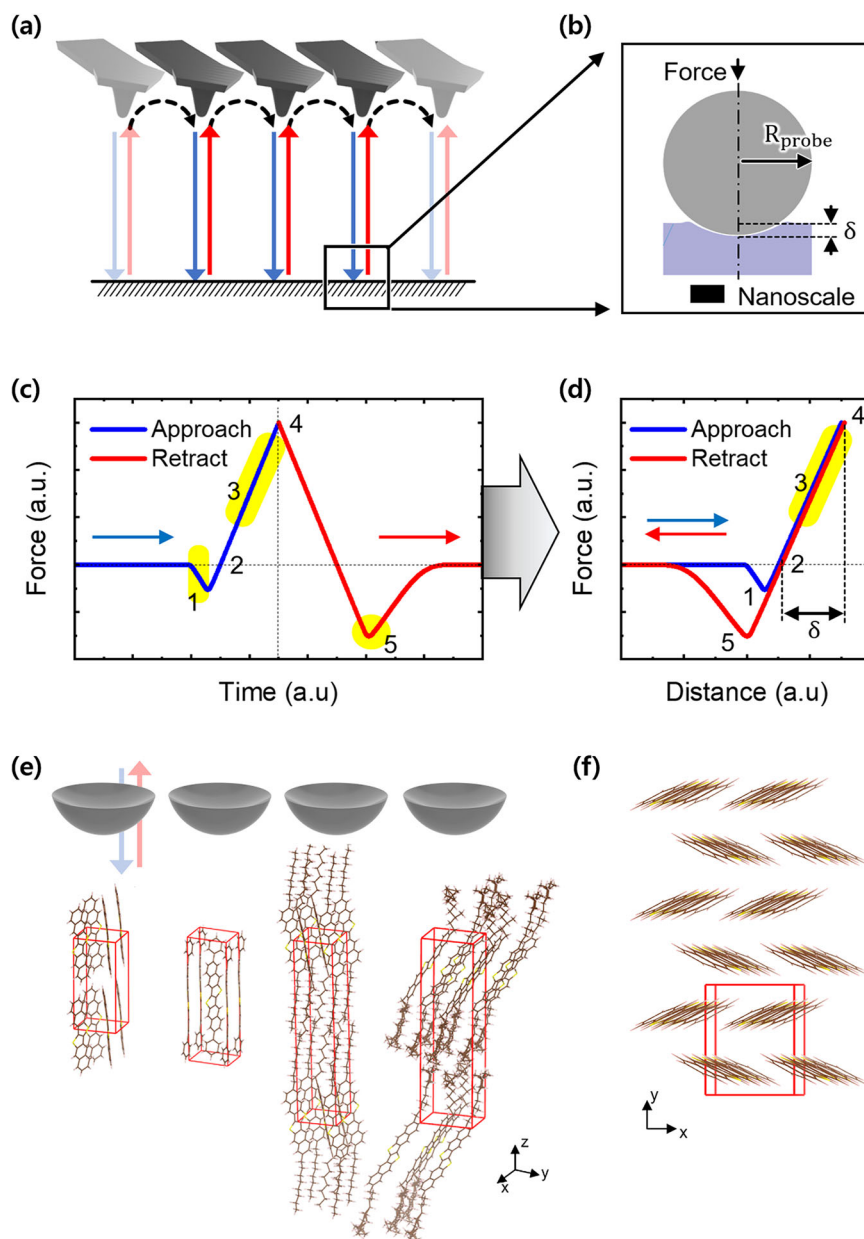 (a)
(b)
Force
R_probe
δ
Nanoscale
(c)
Approach
Retract
4
3
2
1
5
Force (a.u.)
Time (a.u)
(d)
Approach
Retract
4
3
2
1
5
δ
Force (a.u.)
Distance (a.u)
(e)
z
x
y
(f)
y
x